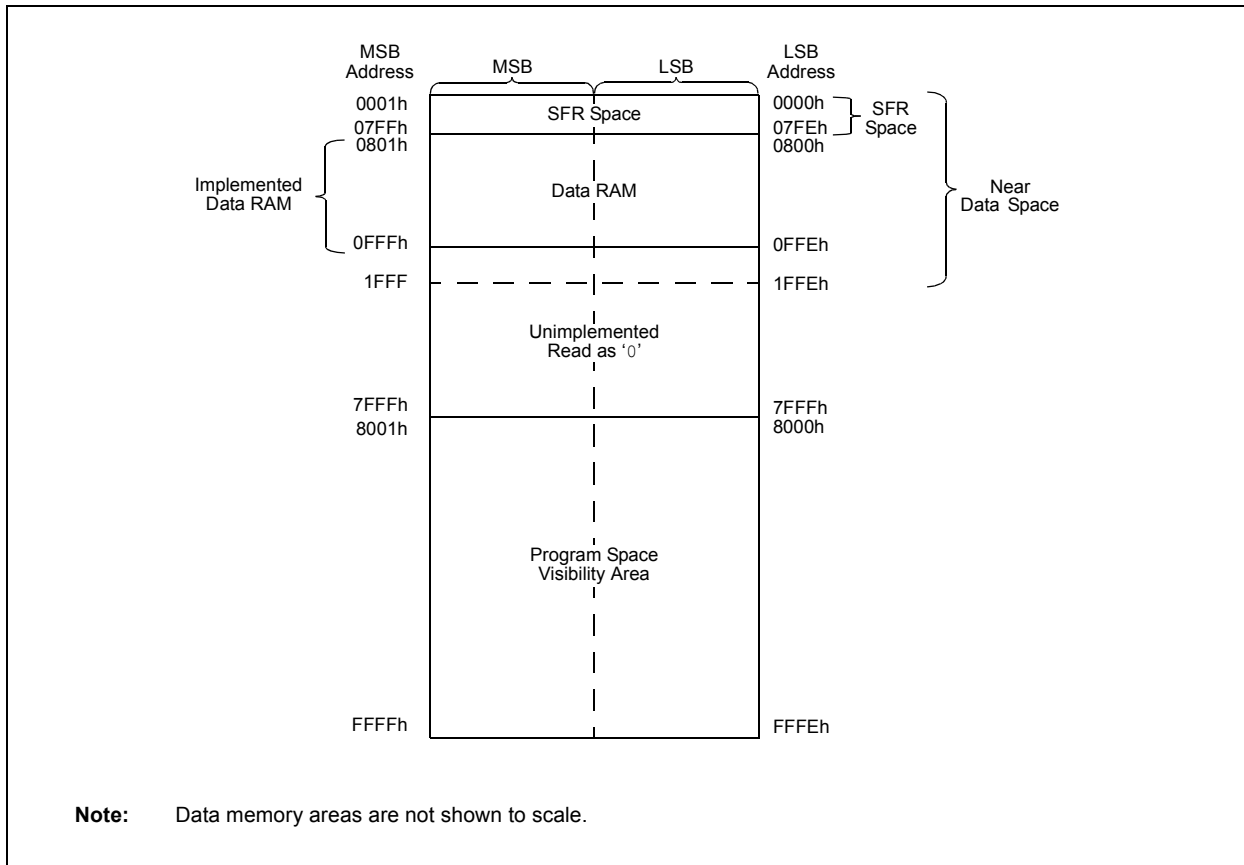 MSB
Address
MSB
LSB
LSB
Address
0001h
SFR Space
0000h
SFR
Space
07FFh
07FEh
0801h
0800h
Implemented
Data RAM
Data RAM
Near
Data Space
0FFFh
0FFEh
1FFF
1FFEh
Unimplemented
Read as ‘0’
7FFFh
7FFFh
8001h
8000h
Program Space
Visibility Area
FFFFh
FFFEh
Note: Data memory areas are not shown to scale.